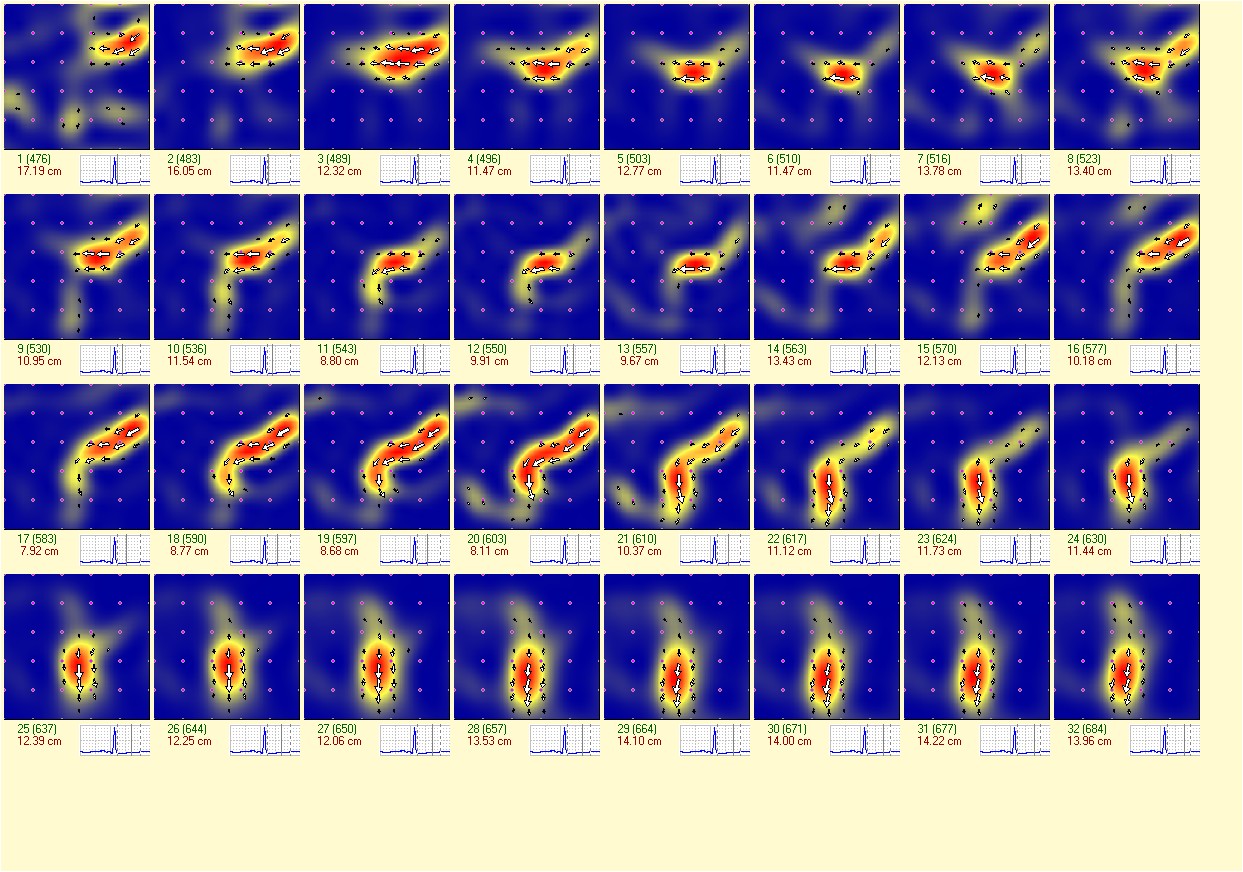 1 (476)
17.19 cm
2 (483)
16.05 cm
3 (489)
12.32 cm
4 (496)
11.47 cm
5 (503)
12.77 cm
6 (510)
11.47 cm
7 (516)
13.78 cm
8 (523)
13.40 cm
9 (530)
10.95 cm
10 (536)
11.54 cm
11 (543)
8.80 cm
12 (550)
9.91 cm
13 (557)
9.67 cm
14 (563)
13.43 cm
15 (570)
12.13 cm
16 (577)
10.18 cm
17 (583)
7.92 cm
18 (590)
8.77 cm
19 (597)
8.68 cm
20 (603)
8.11 cm
21 (610)
10.37 cm
22 (617)
11.12 cm
23 (624)
11.73 cm
24 (630)
11.44 cm
25 (637)
12.39 cm
26 (644)
12.25 cm
27 (650)
12.06 cm
28 (657)
13.53 cm
29 (664)
14.10 cm
30 (671)
14.00 cm
31 (677)
14.22 cm
32 (684)
13.96 cm